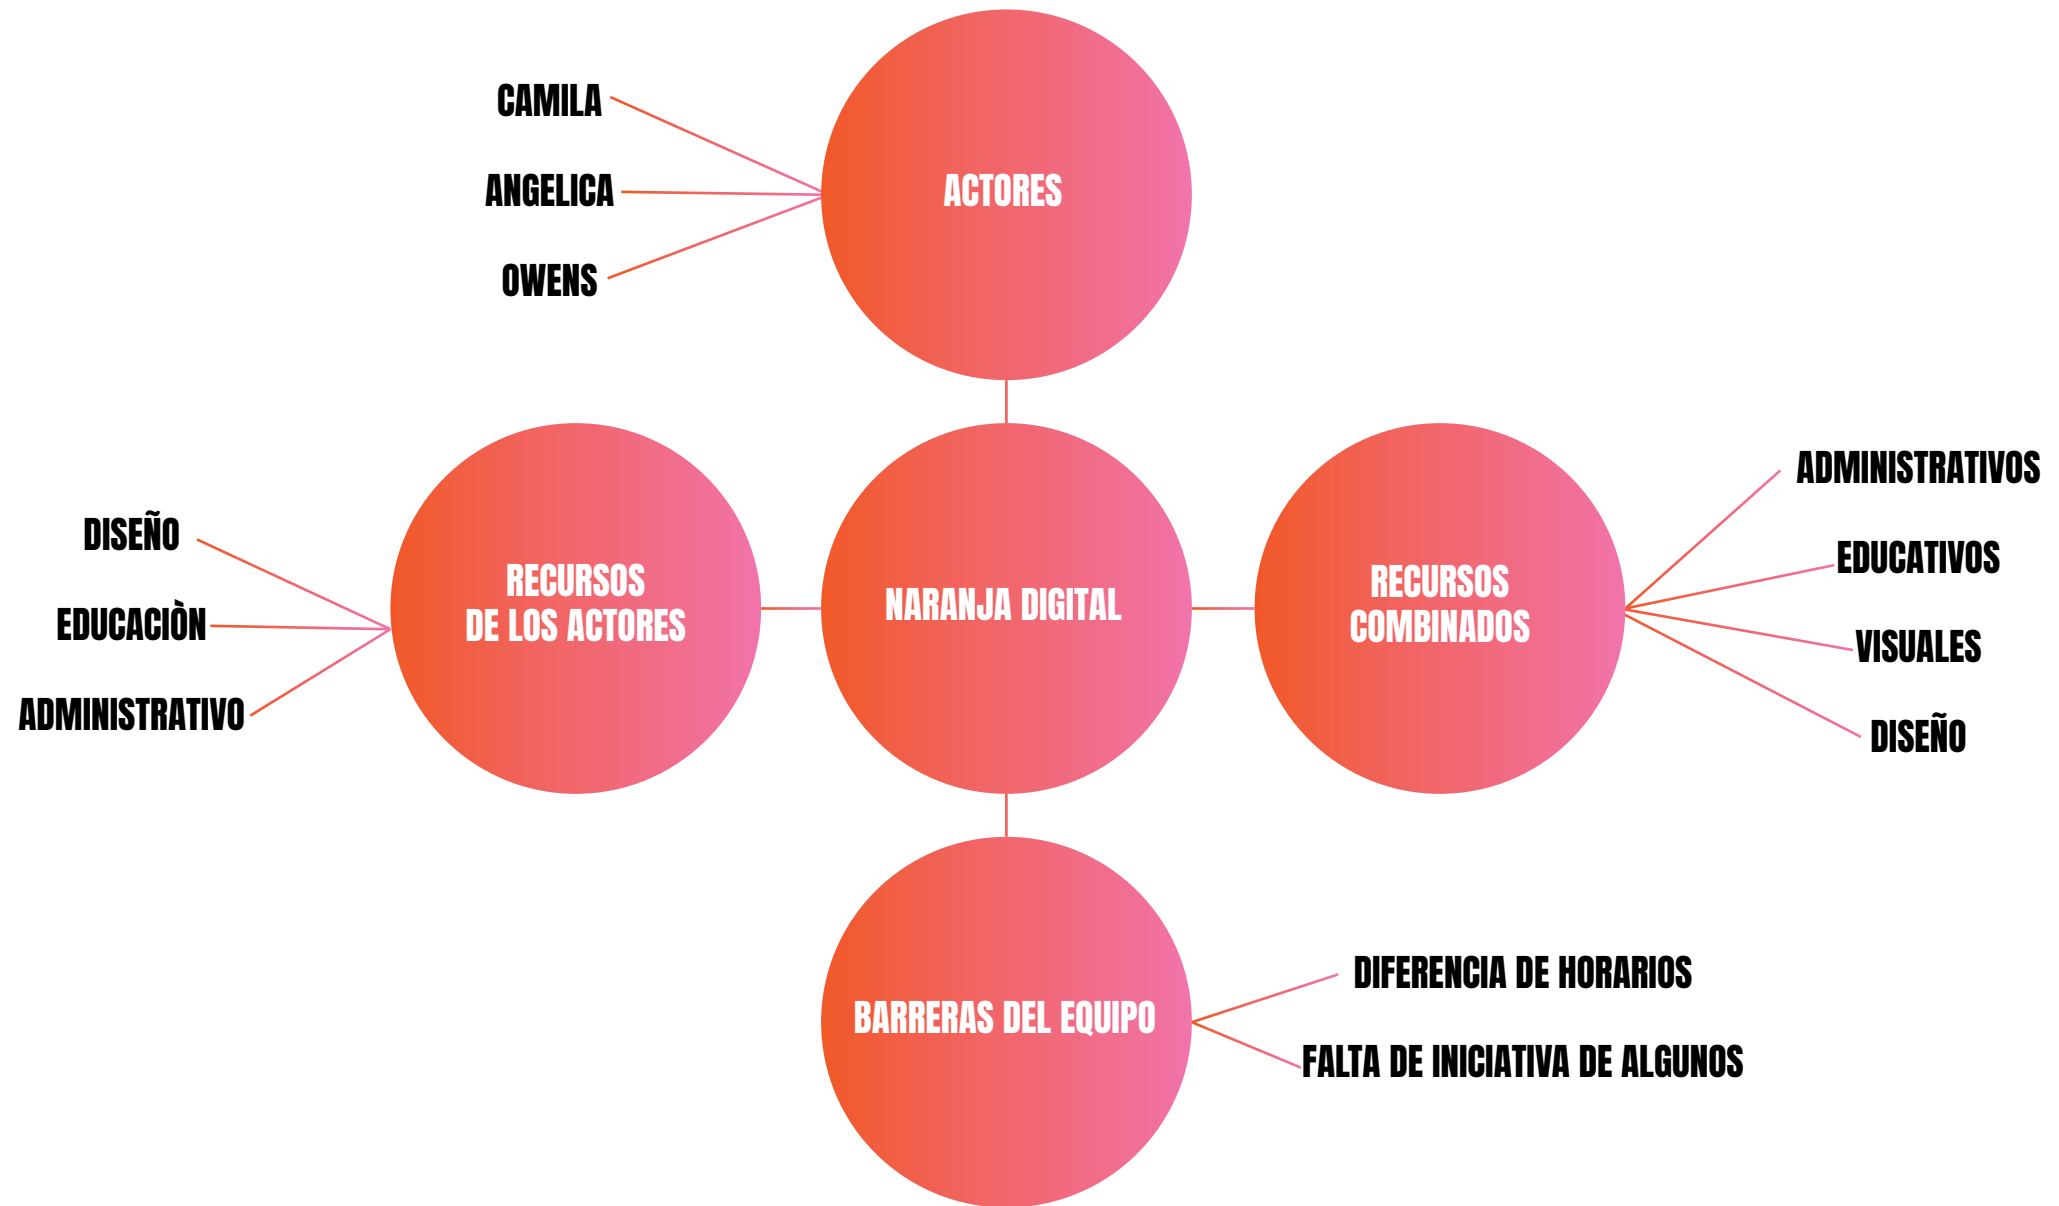 CAMILA
ANGELICA
OWENS
ACTORES
DISEÑO
EDUCACIÒN
ADMINISTRATIVO
RECURSOS
DE LOS ACTORES
NARANJA DIGITAL
RECURSOS
COMBINADOS
ADMINISTRATIVOS
EDUCATIVOS
VISUALES
DISEÑO
BARRERAS DEL EQUIPO
DIFERENCIA DE HORARIOS
FALTA DE INICIATIVA DE ALGUNOS